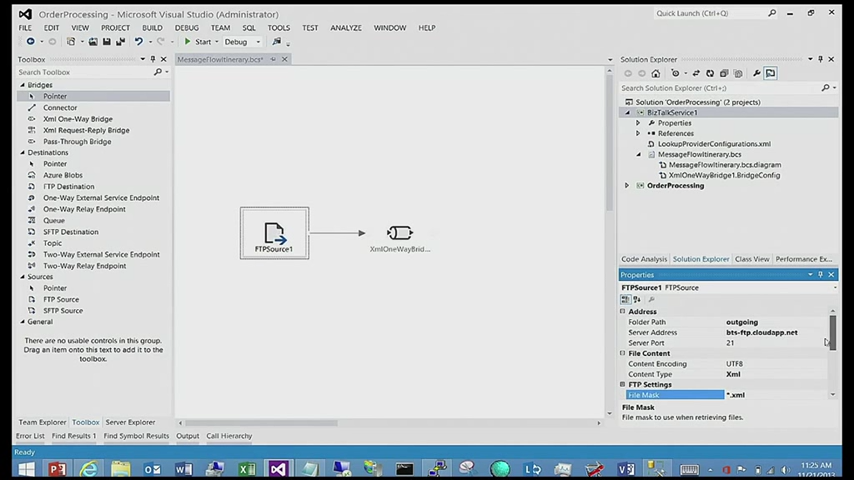 OrderProcessing - Microsoft Visual Studio (Administrator)
Quick Launch (Ctrl+Q)
FILE EDIT VIEW PROJECT BUILD DEBUG TEAM SQL TOOLS TEST ANALYZE WINDOW HELP
Start Debug
Toolbox
Search Toolbox
Bridges
Pointer
Connector
Xml One-Way Bridge
Xml Request-Reply Bridge
Pass-Through Bridge
Destinations
Pointer
Azure Blobs
FTP Destination
One-Way External Service Endpoint
One-Way Relay Endpoint
Queue
SFTP Destination
Topic
Two-Way External Service Endpoint
Two-Way Relay Endpoint
Sources
Pointer
FTP Source
SFTP Source
General
There are no usable controls in this group.
Drag an item onto this text to add it to the
toolbox.
Team Explorer Toolbox Server Explorer
MessageFlowItinerary.bcs*
FTPSource1
XmlOneWayBrid...
Solution Explorer
Search Solution Explorer (Ctrl+;)
Solution 'OrderProcessing' (2 projects)
BizTalkService1
Properties
References
LookupProviderConfigurations.xml
MessageFlowItinerary.bcs
MessageFlowItinerary.bcs.diagram
XmlOneWayBridge1.BridgeConfig
OrderProcessing
Code Analysis Solution Explorer Class View Performance Ex...
Properties
FTPSource1 FTPSource
Address
Folder Path outgoing
Server Address bts-ftp.cloudapp.net
Server Port 21
File Content
Content Encoding UTF8
Content Type Xml
FTP Settings
File Mask *.xml
File Mask
File mask to use when retrieving files.
Error List Find Results 1 Find Symbol Results Output Call Hierarchy
Ready
11:25 AM
11/21/2013